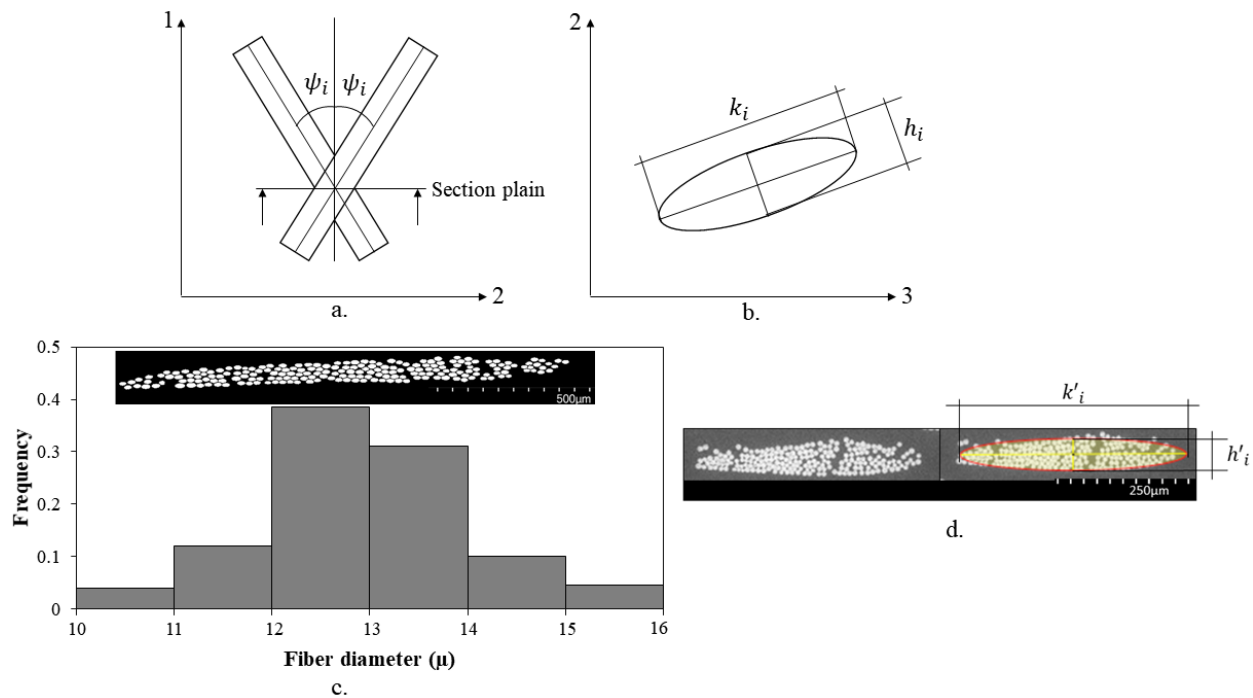 1
ψᵢ ψᵢ
Section plain
2
a.
2
kᵢ
hᵢ
3
b.
0.5
0.4
0.3
0.2
0.1
0
Frequency
500µm
10 11 12 13 14 15 16
Fiber diameter (µ)
c.
k'ᵢ
h'ᵢ
250µm
d.